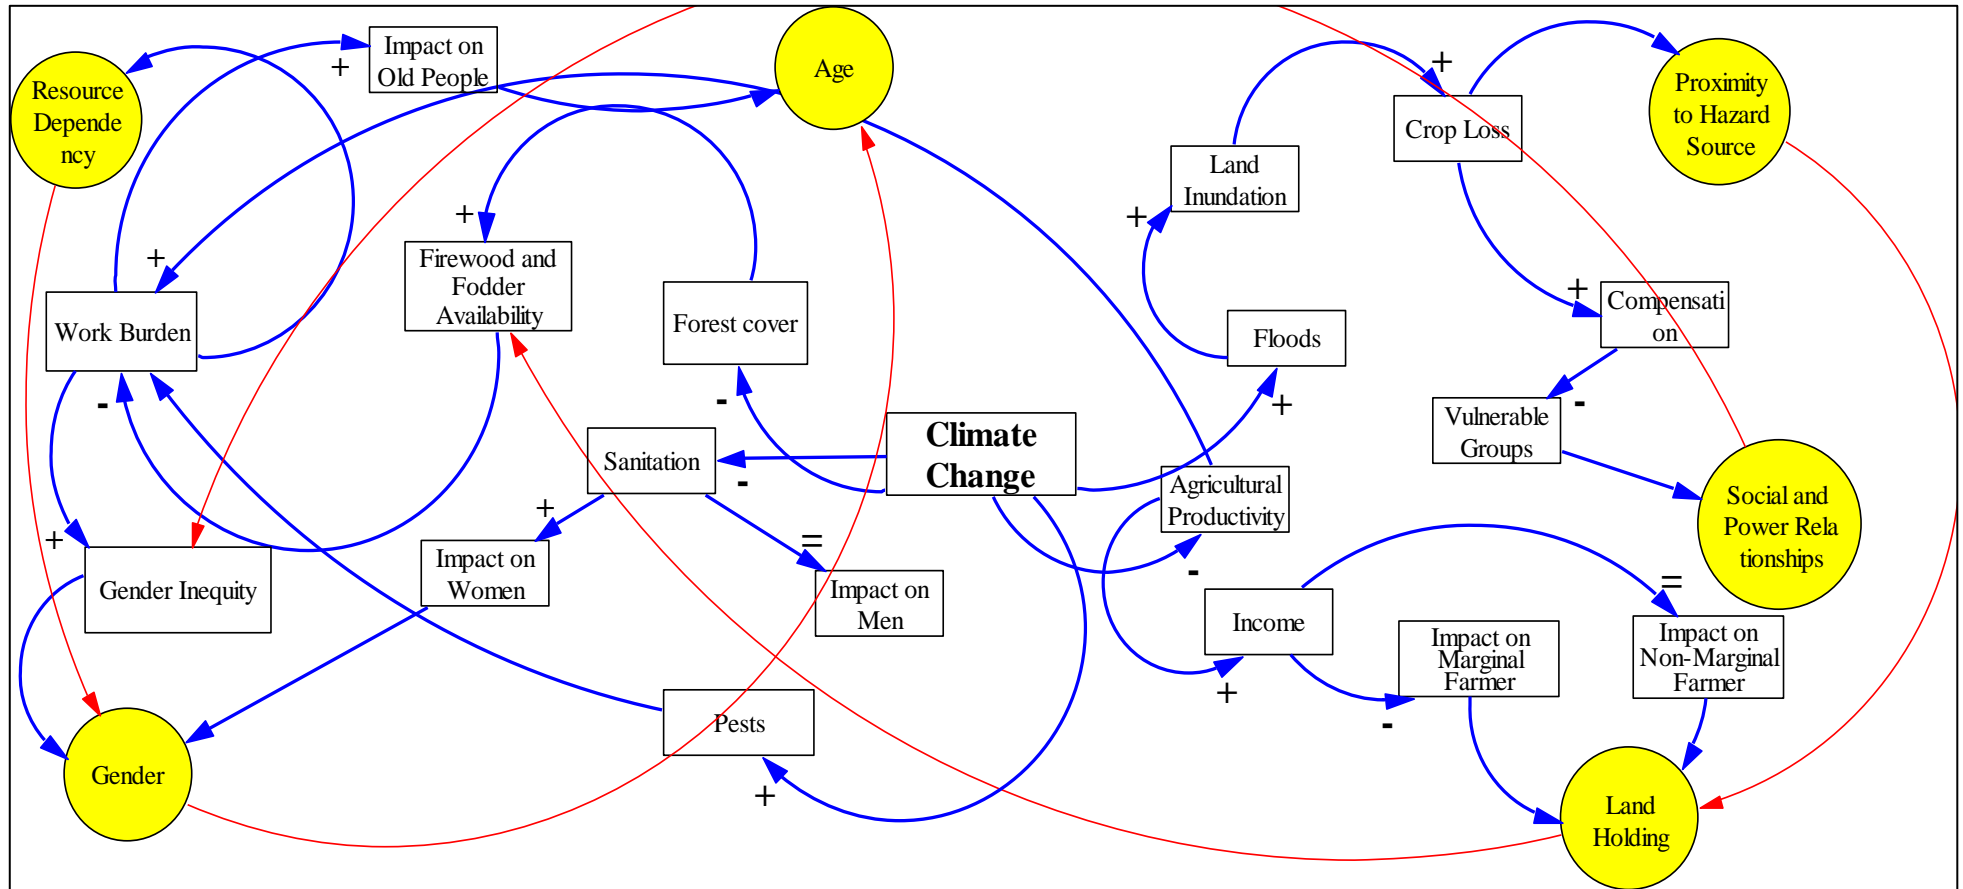 Impact on
Old People
+
Age
Resource
Depende
ncy
Proximity
to Hazard
Source
+
Crop Loss
Land
Inundation
+
+
+
Firewood and
Fodder
Availability
Work Burden
Forest cover
Floods
+
+
Compensati
on
-
-
-
Vulnerable
Groups
Climate
Change
Sanitation
-
Agricultural
Productivity
Social and
Power Rela
tionships
+
+
=
-
Impact on
Women
Gender Inequity
Impact on
Men
=
Income
Impact on
Marginal
Farmer
Impact on
Non-Marginal
Farmer
+
-
Pests
+
Gender
Land
Holding